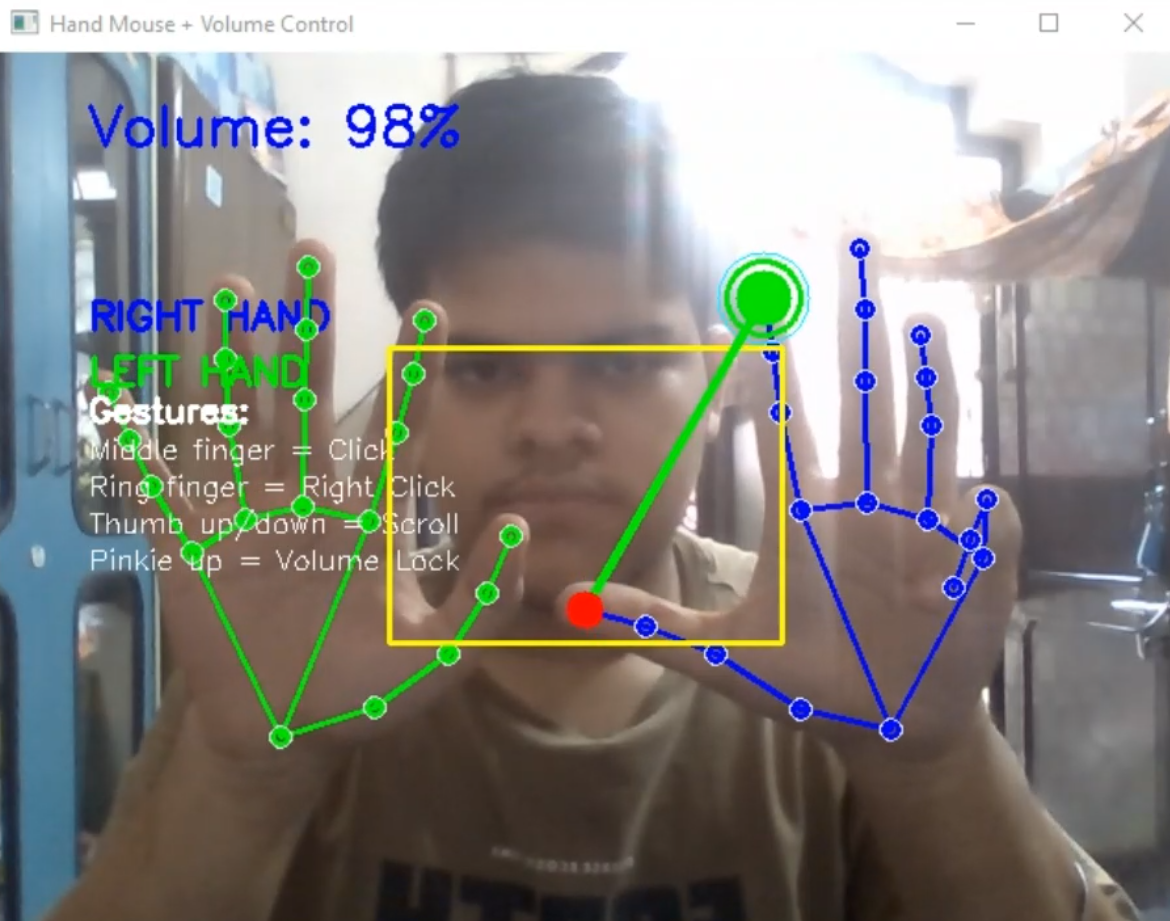 Hand Mouse + Volume Control
Volume: 98%
RIGHT HAND
LEFT HAND
Gestures:
Middle finger = Click
Ring finger = Right Click
Thumb up/down = Scroll
Pinkie up = Volume Lock